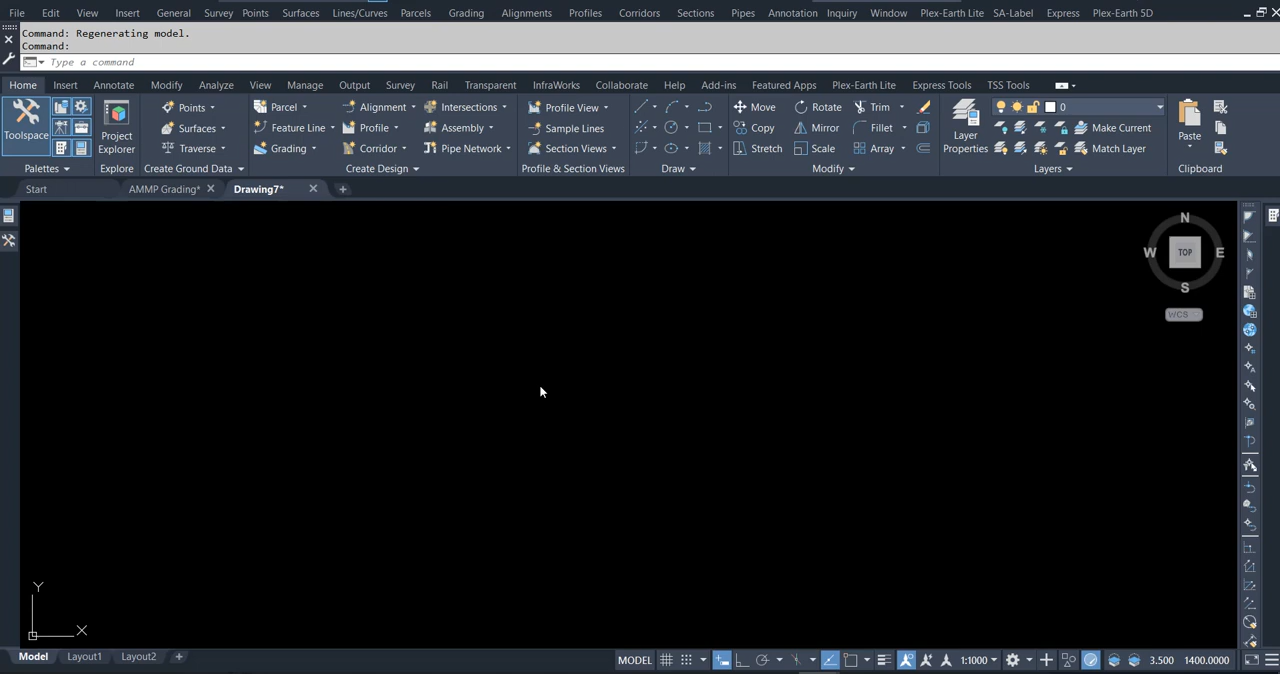 File Edit View Insert General Survey Points Surfaces Lines/Curves Parcels Grading Alignments Profiles Corridors Sections Pipes Annotation Inquiry Window Plex-Earth Lite SA-Label Express Plex-Earth 5D
Command: Regenerating model.
Command:
Type a command
Home Insert Annotate Modify Analyze View Manage Output Survey Rail Transparent InfraWorks Collaborate Help Add-ins Featured Apps Plex-Earth Lite Express Tools TSS Tools
Points Parcel Alignment Intersections Profile View Move Rotate Trim 0
Toolspace Project Explorer Surfaces Feature Line Profile Assembly Sample Lines Copy Mirror Fillet Layer Properties Make Current Paste
Traverse Grading Corridor Pipe Network Section Views Stretch Scale Array Match Layer
Palettes Explore Create Ground Data Create Design Profile & Section Views Draw Modify Layers Clipboard
Start AMMP Grading* Drawing7*
N
W TOP E
S
WCS
Y
X
Model Layout1 Layout2 MODEL 1:1000 3.500 1400.0000